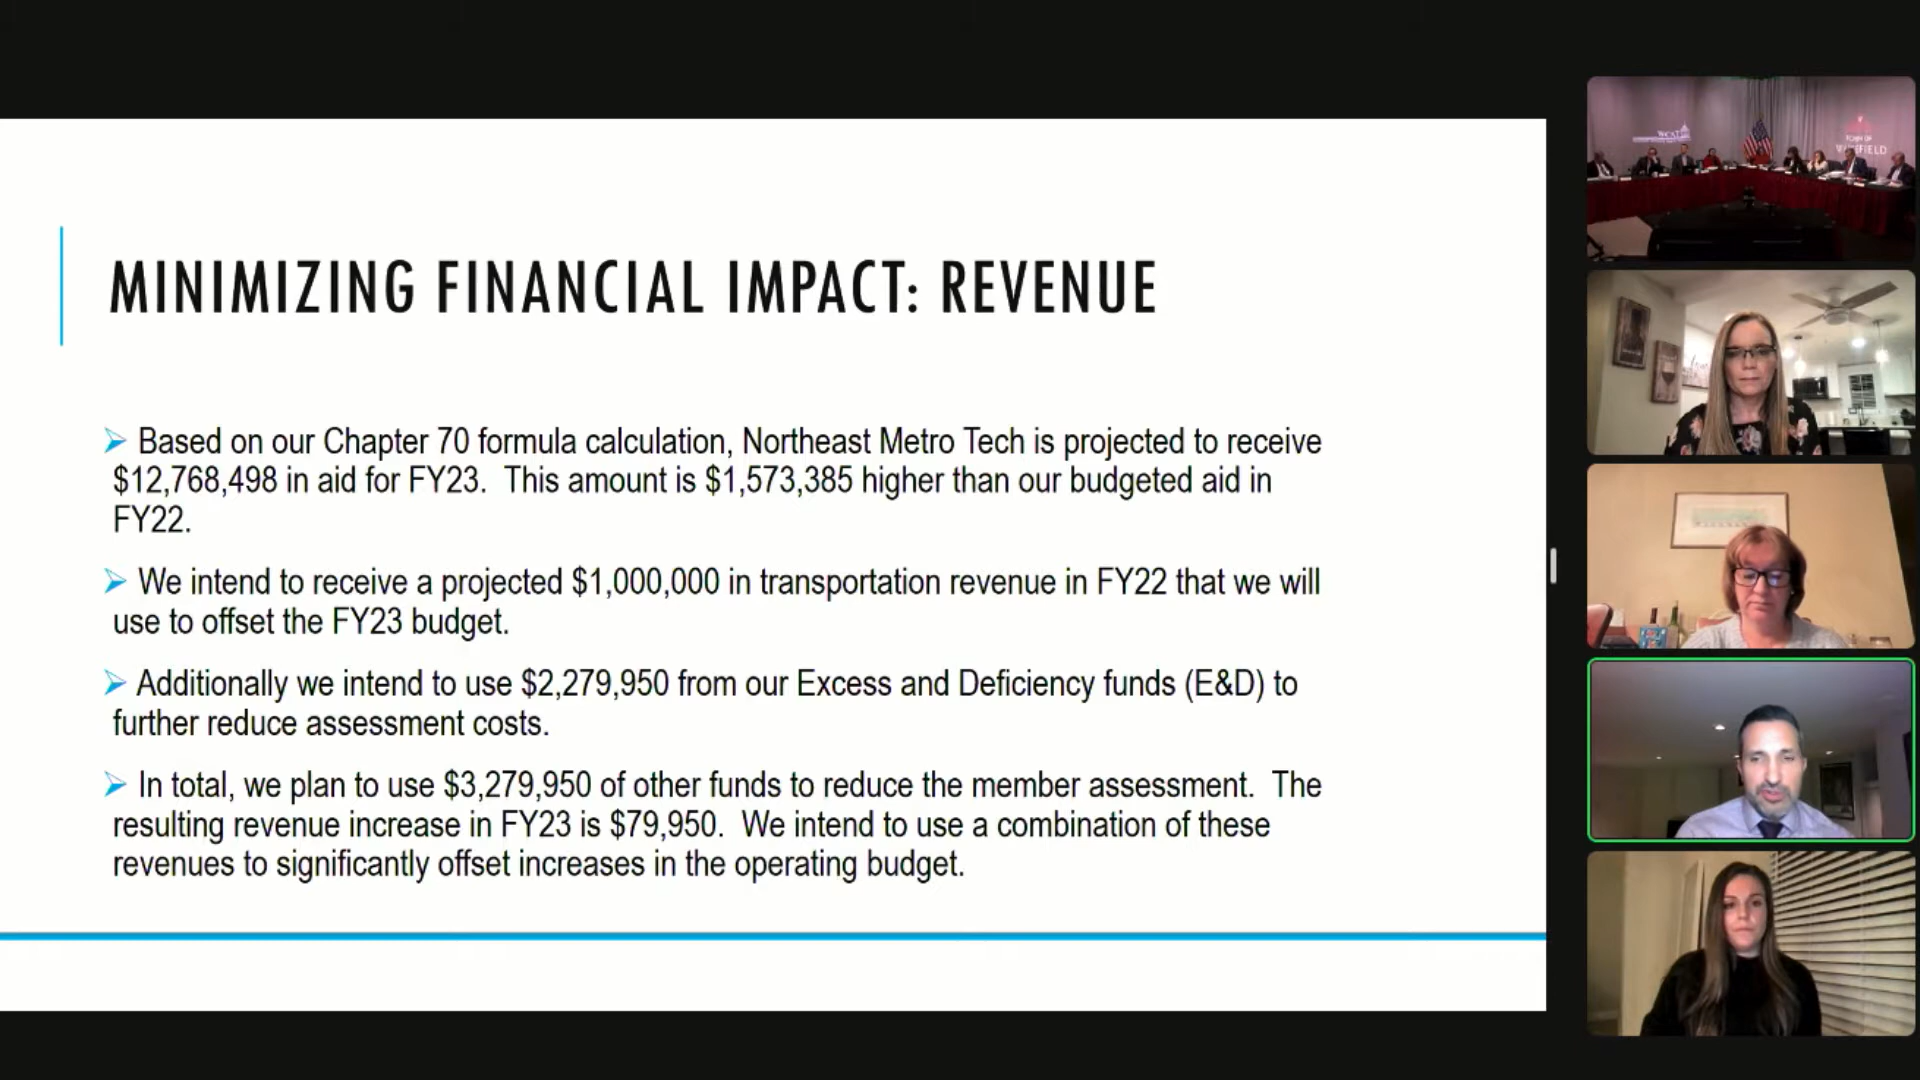 MINIMIZING FINANCIAL IMPACT: REVENUE
Based on our Chapter 70 formula calculation, Northeast Metro Tech is projected to receive
$12,768,498 in aid for FY23.  This amount is $1,573,385 higher than our budgeted aid in
FY22.
We intend to receive a projected $1,000,000 in transportation revenue in FY22 that we will
use to offset the FY23 budget.
Additionally we intend to use $2,279,950 from our Excess and Deficiency funds (E&D) to
further reduce assessment costs.
In total, we plan to use $3,279,950 of other funds to reduce the member assessment.  The
resulting revenue increase in FY23 is $79,950.  We intend to use a combination of these
revenues to significantly offset increases in the operating budget.
WCAT
TOWN OF